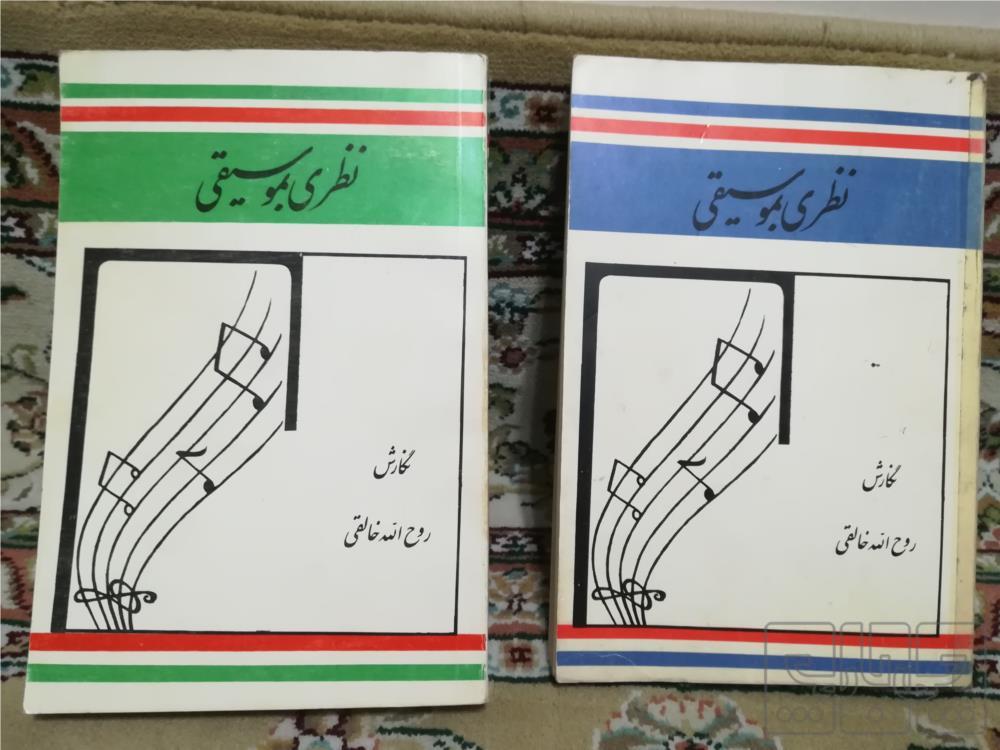 نظری بموسیقی
نگارش
روح الله خالقی
نظری بموسیقی
نگارش
روح الله خالقی